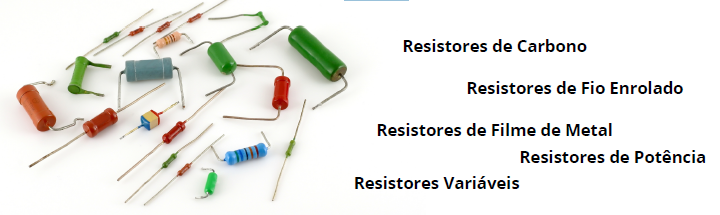 Resistores de Carbono
Resistores de Fio Enrolado
Resistores de Filme de Metal
Resistores de Potência
Resistores Variáveis